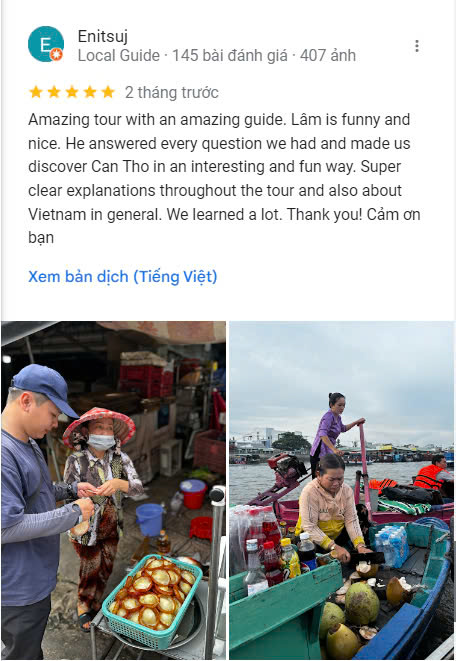 E
Enitsuj
Local Guide · 145 bài đánh giá · 407 ảnh
2 tháng trước
Amazing tour with an amazing guide. Lâm is funny and
nice. He answered every question we had and made us
discover Can Tho in an interesting and fun way. Super
clear explanations throughout the tour and also about
Vietnam in general. We learned a lot. Thank you! Cảm ơn
bạn
Xem bản dịch (Tiếng Việt)